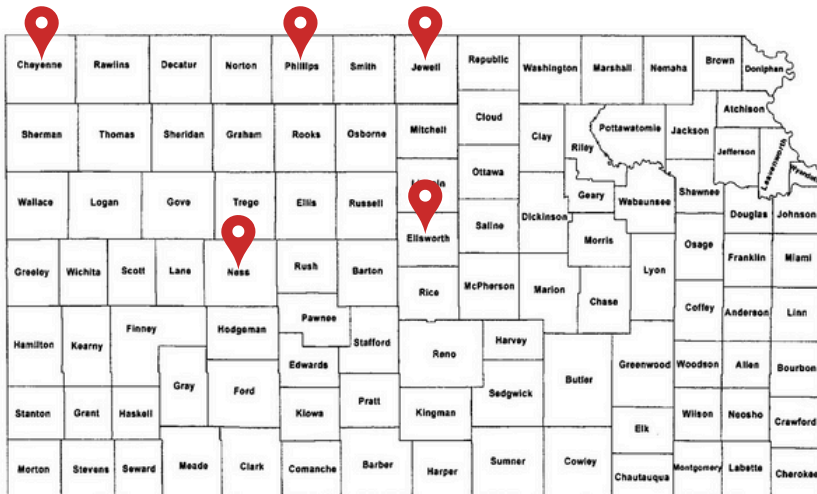 Cheyenne Rawlins Decatur Norton Phillips Smith Jewell Republic Washington Marshall Nemaha Brown Doniphan
Atchison
Sherman Thomas Sheridan Graham Rooks Osborne Mitchell Cloud Clay Riley Pottawatomie Jackson
Jefferson Leavenworth
Wallace Logan Gove Trego Ellis Russell Ottawa Geary Wabaunsee Shawnee
Dickinson Douglas Johnson
Ellsworth Saline Morris Osage
Greeley Wichita Scott Lane Ness Rush Barton Lyon Franklin Miami
Rice McPherson Marion Chase
Hamilton Kearny Finney Hodgeman Pawnee Stafford Coffey Anderson Linn
Reno Harvey
Gray Ford Edwards Sedgwick Butler Greenwood Woodson Allen Bourbon
Stanton Grant Haskell Kiowa Pratt Kingman Elk Wilson Neosho Crawford
Morton Stevens Seward Meade Clark Comanche Barber Harper Sumner Cowley Chautauqua Montgomery Labette Cherokee